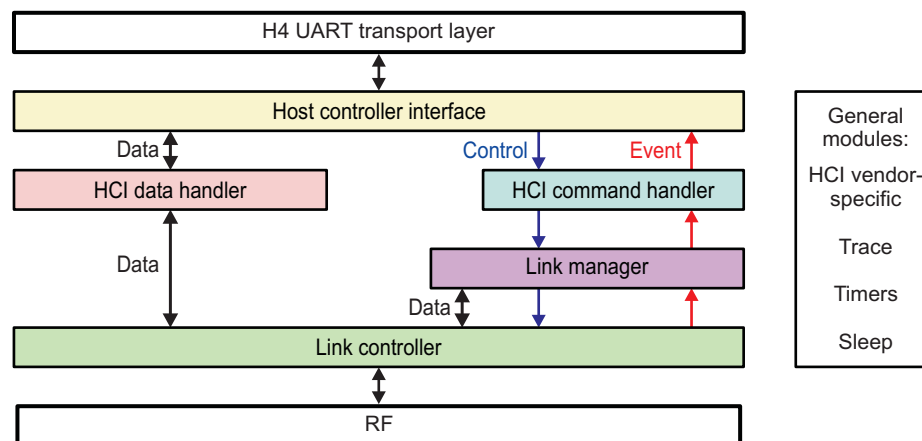 H4 UART transport layer
Host controller interface
Data
Control
Event
HCI data handler
HCI command handler
Data
Link manager
Data
Link controller
RF
General
modules:
HCI vendor-
specific
Trace
Timers
Sleep